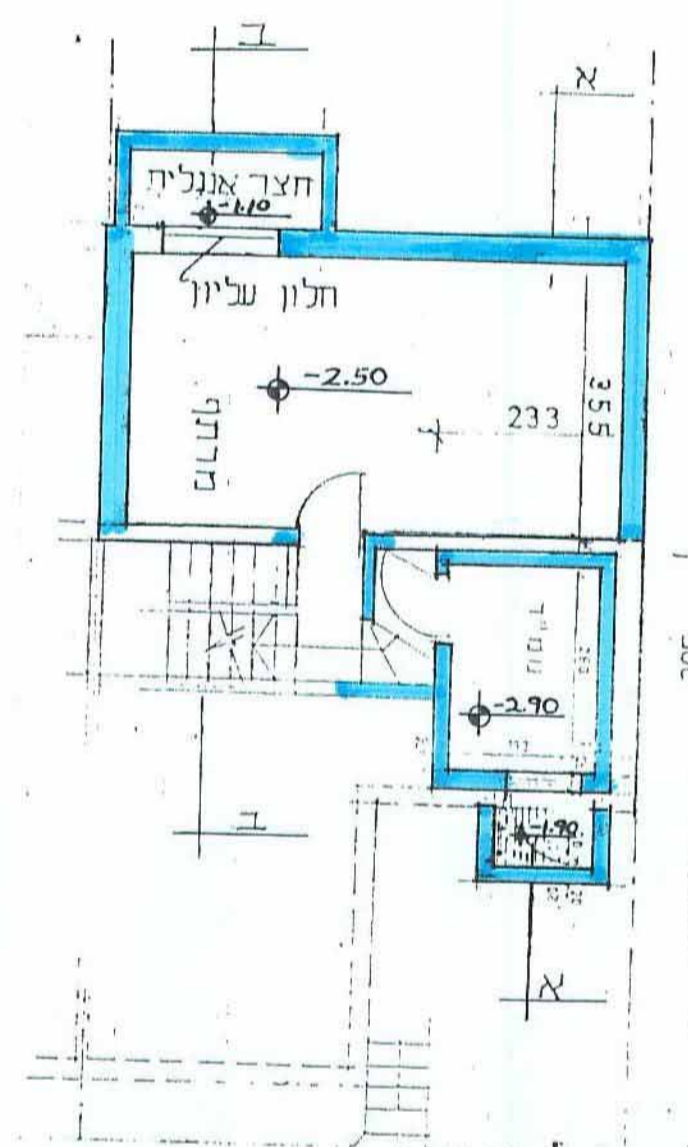 ב
א
חצר אנגלית
-1.10
חלון עליון
-2.50
233
355
מרתף
-2.90
-1.90
ב
א